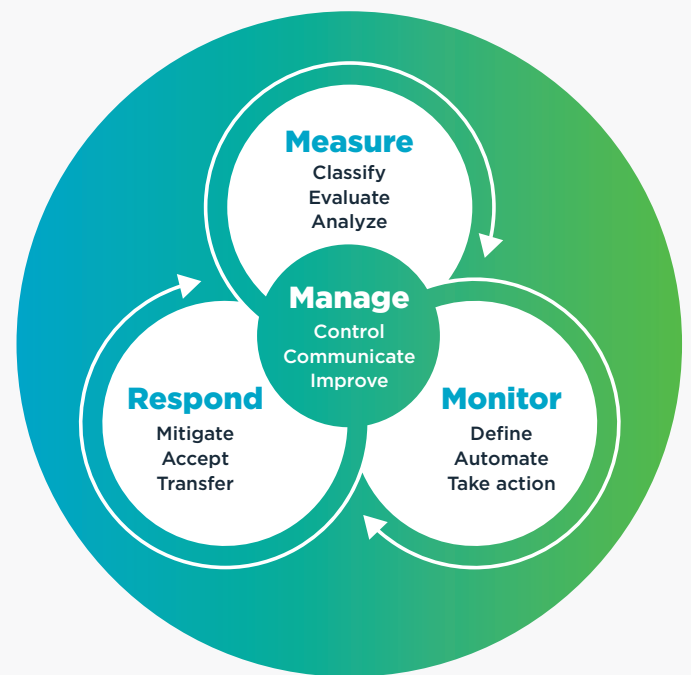 Measure
Classify
Evaluate
Analyze
Manage
Control
Communicate
Improve
Respond
Mitigate
Accept
Transfer
Monitor
Define
Automate
Take action